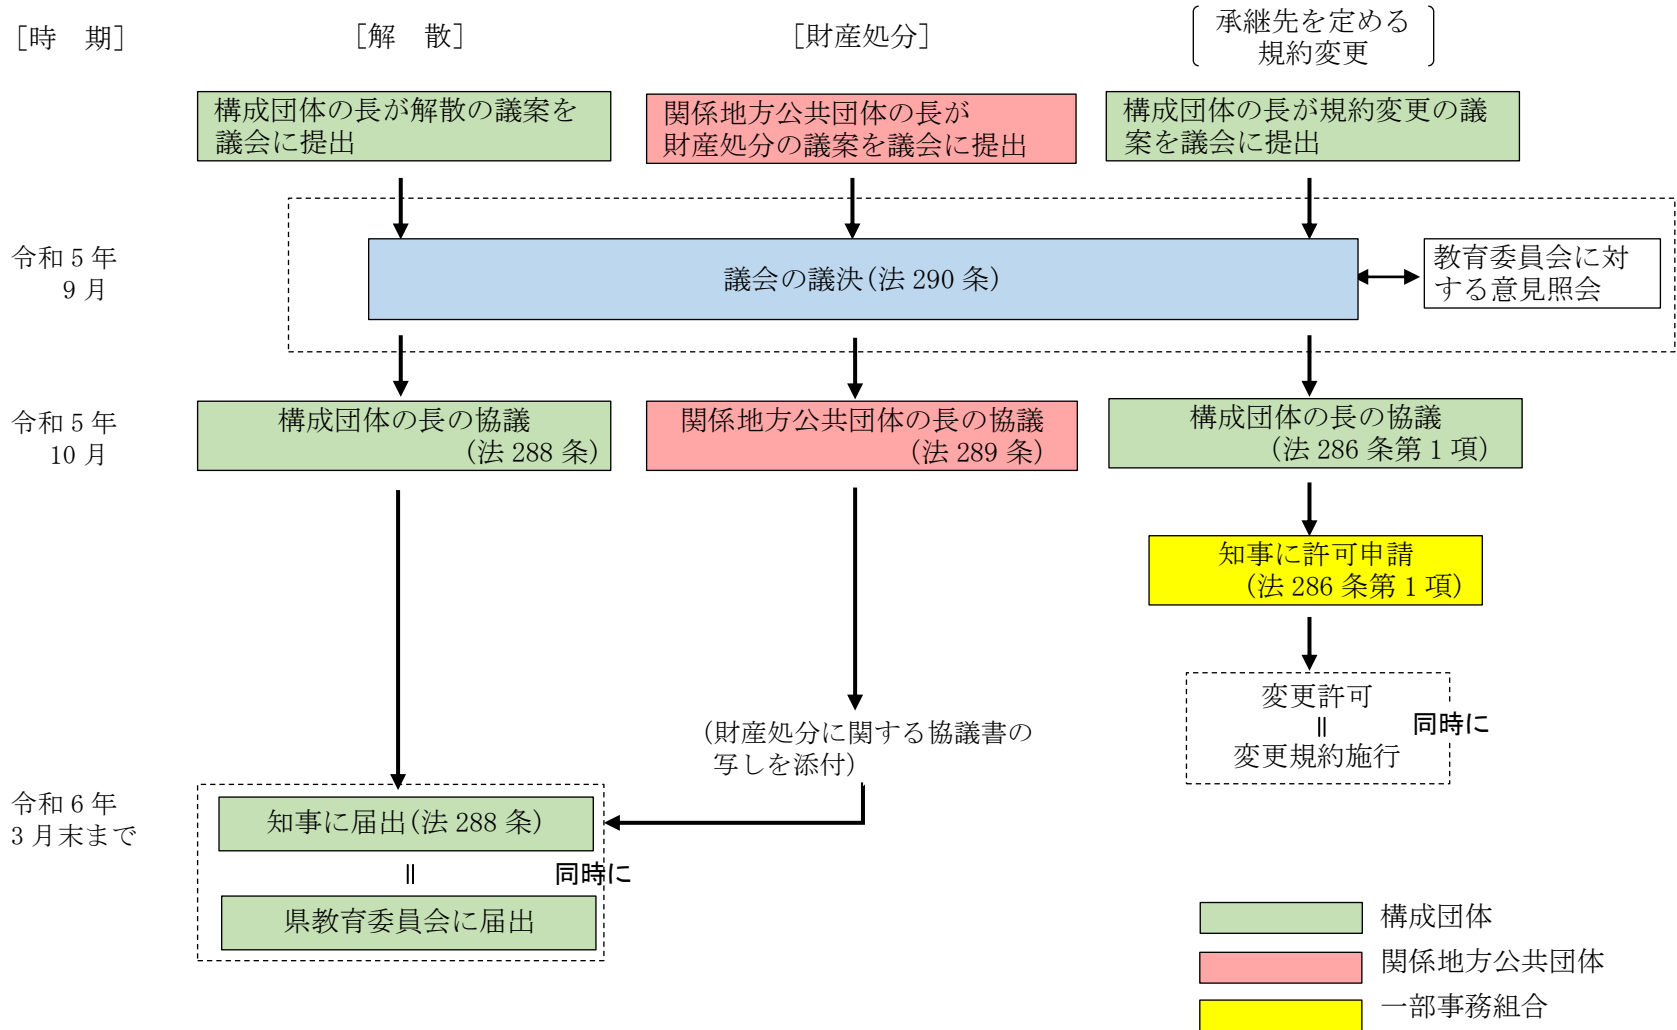 ［時　期］
［解　散］
［財産処分］
承継先を定める
規約変更
構成団体の長が解散の議案を
議会に提出
関係地方公共団体の長が
財産処分の議案を議会に提出
構成団体の長が規約変更の議
案を議会に提出
令和５年
９月
議会の議決(法 290 条)
教育委員会に対
する意見照会
令和５年
10 月
構成団体の長の協議
(法 288 条)
関係地方公共団体の長の協議
(法 289 条)
構成団体の長の協議
(法 286 条第１項)
知事に許可申請
(法 286 条第１項)
変更許可
＝
変更規約施行
同時に
(財産処分に関する協議書の
写しを添付)
令和６年
３月末まで
知事に届出(法 288 条)
＝
同時に
県教育委員会に届出
構成団体
関係地方公共団体
一部事務組合